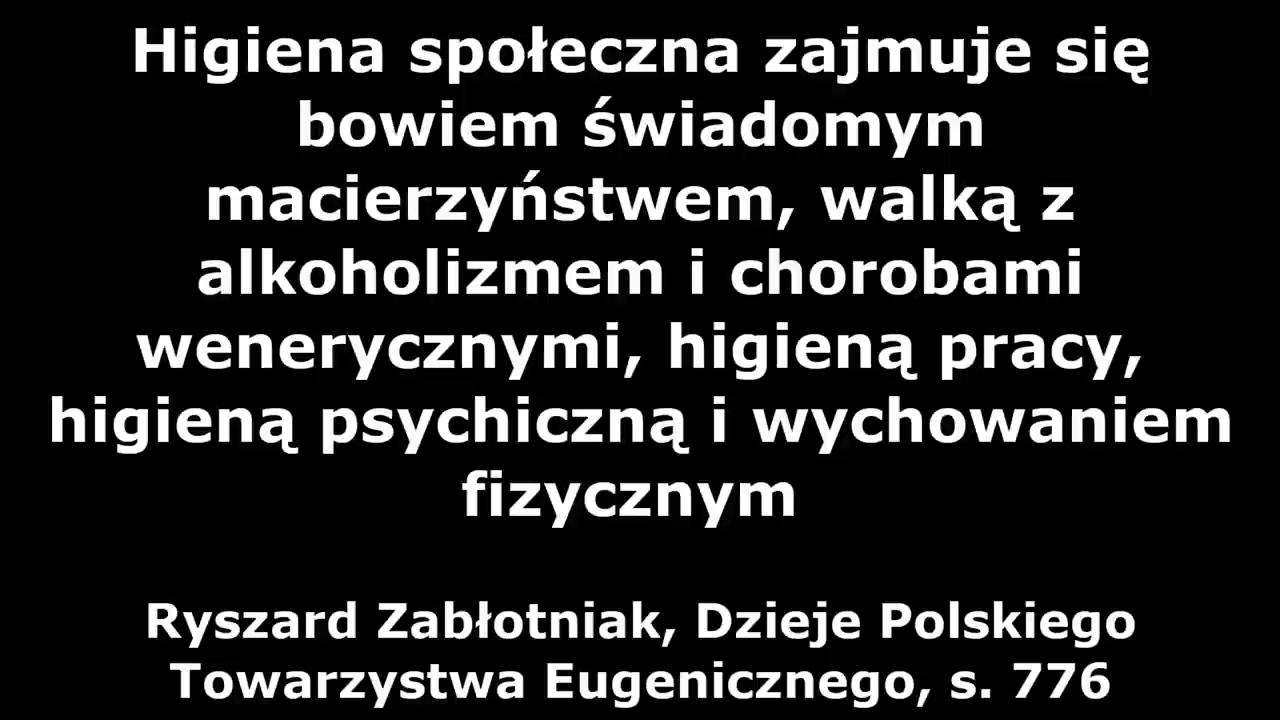 Higiena społeczna zajmuje się
bowiem świadomym
macierzyństwem, walką z
alkoholizmem i chorobami
wenerycznymi, higieną pracy,
higieną psychiczną i wychowaniem
fizycznym
Ryszard Zabłotniak, Dzieje Polskiego
Towarzystwa Eugenicznego, s. 776